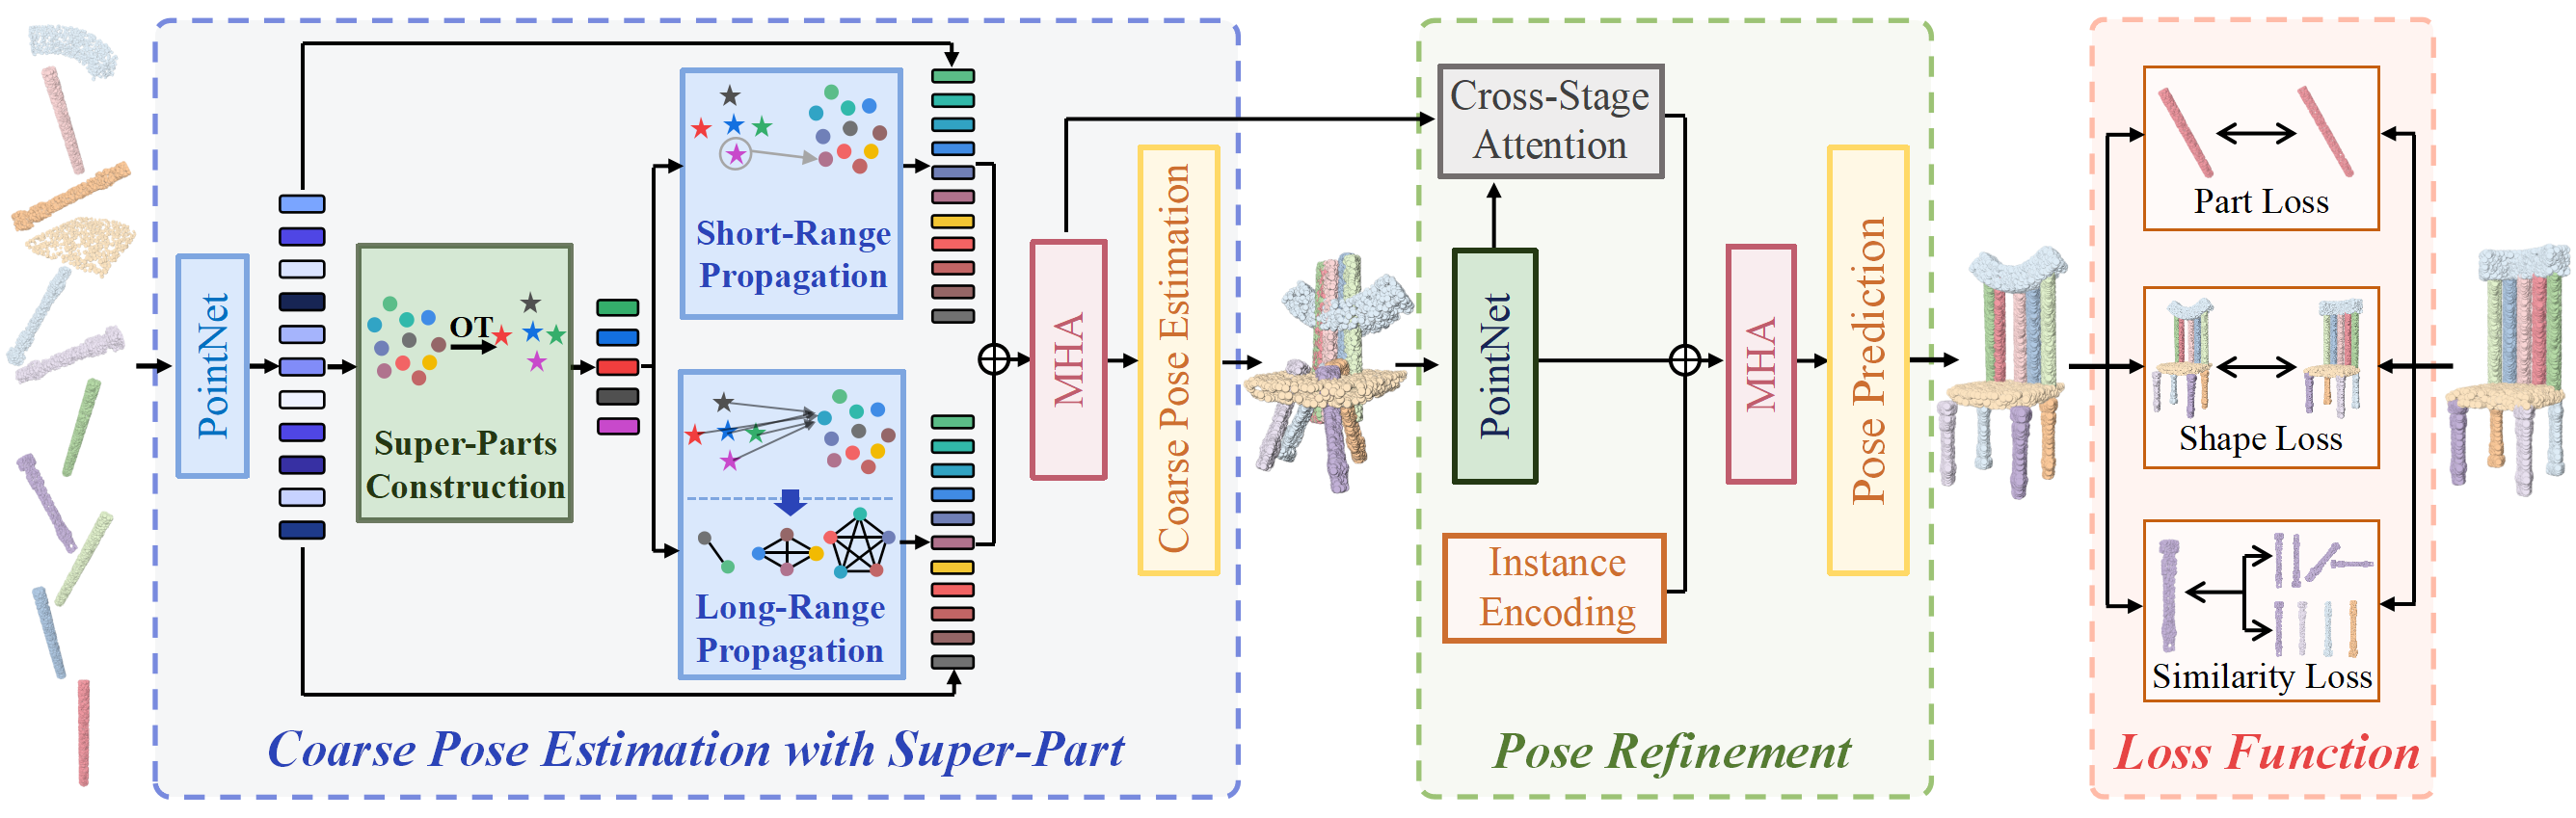 PointNet
OT
Super-Parts
Construction
Short-Range
Propagation
Long-Range
Propagation
MHA
Coarse Pose Estimation
Coarse Pose Estimation with Super-Part
Cross-Stage
Attention
PointNet
Instance
Encoding
MHA
Pose Prediction
Pose Refinement
Part Loss
Shape Loss
Similarity Loss
Loss Function